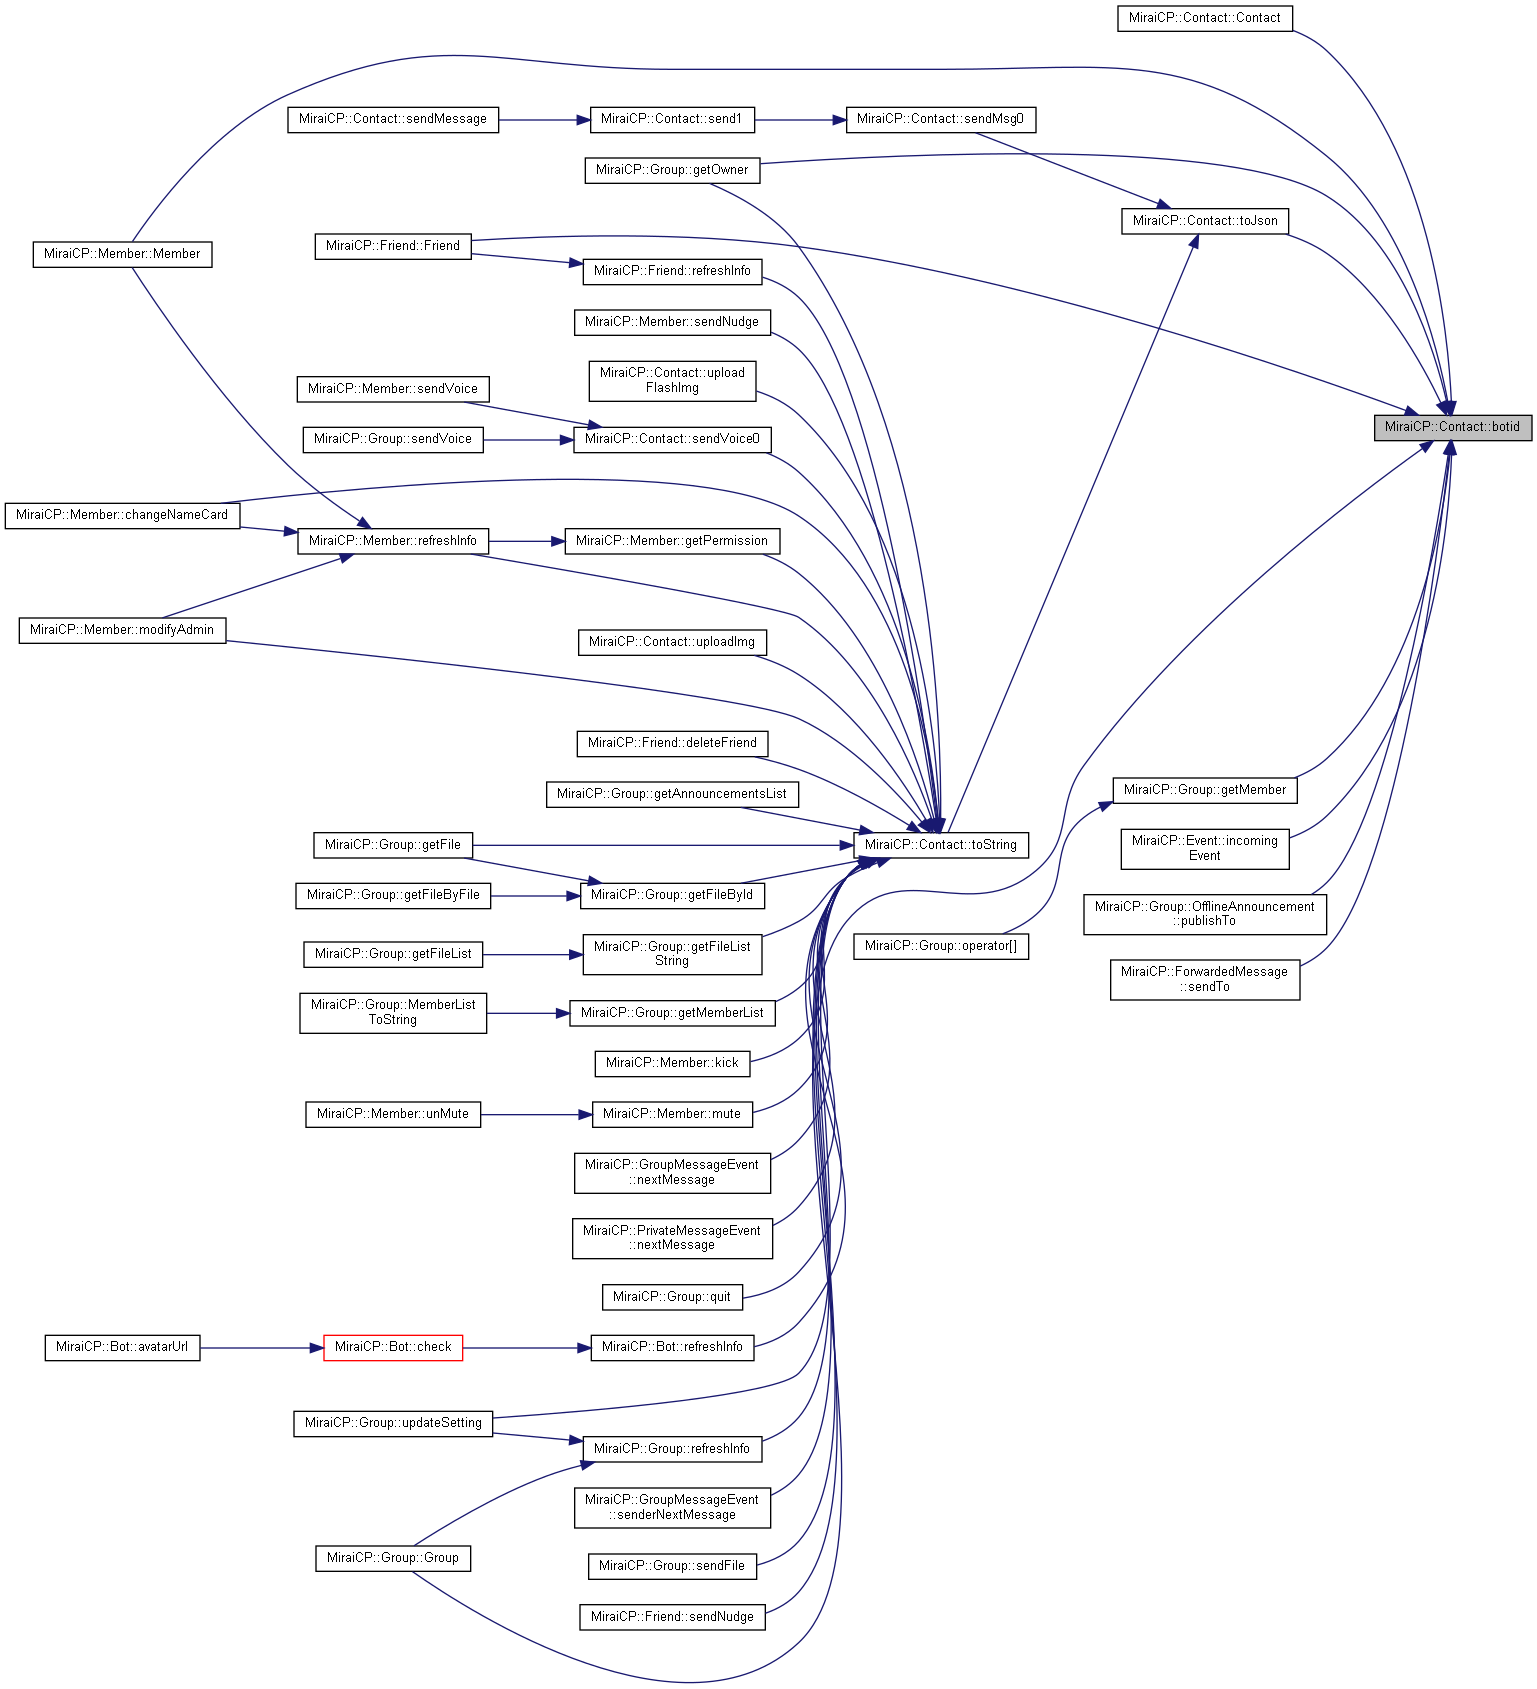 MiraiCP::Contact::Contact
MiraiCP::Contact::sendMessage
MiraiCP::Contact::send1
MiraiCP::Contact::sendMsg0
MiraiCP::Group::getOwner
MiraiCP::Contact::toJson
MiraiCP::Member::Member
MiraiCP::Friend::Friend
MiraiCP::Friend::refreshInfo
MiraiCP::Member::sendNudge
MiraiCP::Contact::upload
FlashImg
MiraiCP::Member::sendVoice
MiraiCP::Contact::botid
MiraiCP::Group::sendVoice
MiraiCP::Contact::sendVoice0
MiraiCP::Member::changeNameCard
MiraiCP::Member::refreshInfo
MiraiCP::Member::getPermission
MiraiCP::Member::modifyAdmin
MiraiCP::Contact::uploadImg
MiraiCP::Friend::deleteFriend
MiraiCP::Group::getAnnouncementsList
MiraiCP::Group::getMember
MiraiCP::Group::getFile
MiraiCP::Contact::toString
MiraiCP::Event::incoming
Event
MiraiCP::Group::getFileByFile
MiraiCP::Group::getFileById
MiraiCP::Group::OfflineAnnouncement
::publishTo
MiraiCP::Group::getFileList
MiraiCP::Group::getFileList
String
MiraiCP::Group::operator[]
MiraiCP::ForwardedMessage
::sendTo
MiraiCP::Group::MemberList
ToString
MiraiCP::Group::getMemberList
MiraiCP::Member::kick
MiraiCP::Member::unMute
MiraiCP::Member::mute
MiraiCP::GroupMessageEvent
::nextMessage
MiraiCP::PrivateMessageEvent
::nextMessage
MiraiCP::Group::quit
MiraiCP::Bot::avatarUrl
MiraiCP::Bot::check
MiraiCP::Bot::refreshInfo
MiraiCP::Group::updateSetting
MiraiCP::Group::refreshInfo
MiraiCP::GroupMessageEvent
::senderNextMessage
MiraiCP::Group::Group
MiraiCP::Group::sendFile
MiraiCP::Friend::sendNudge